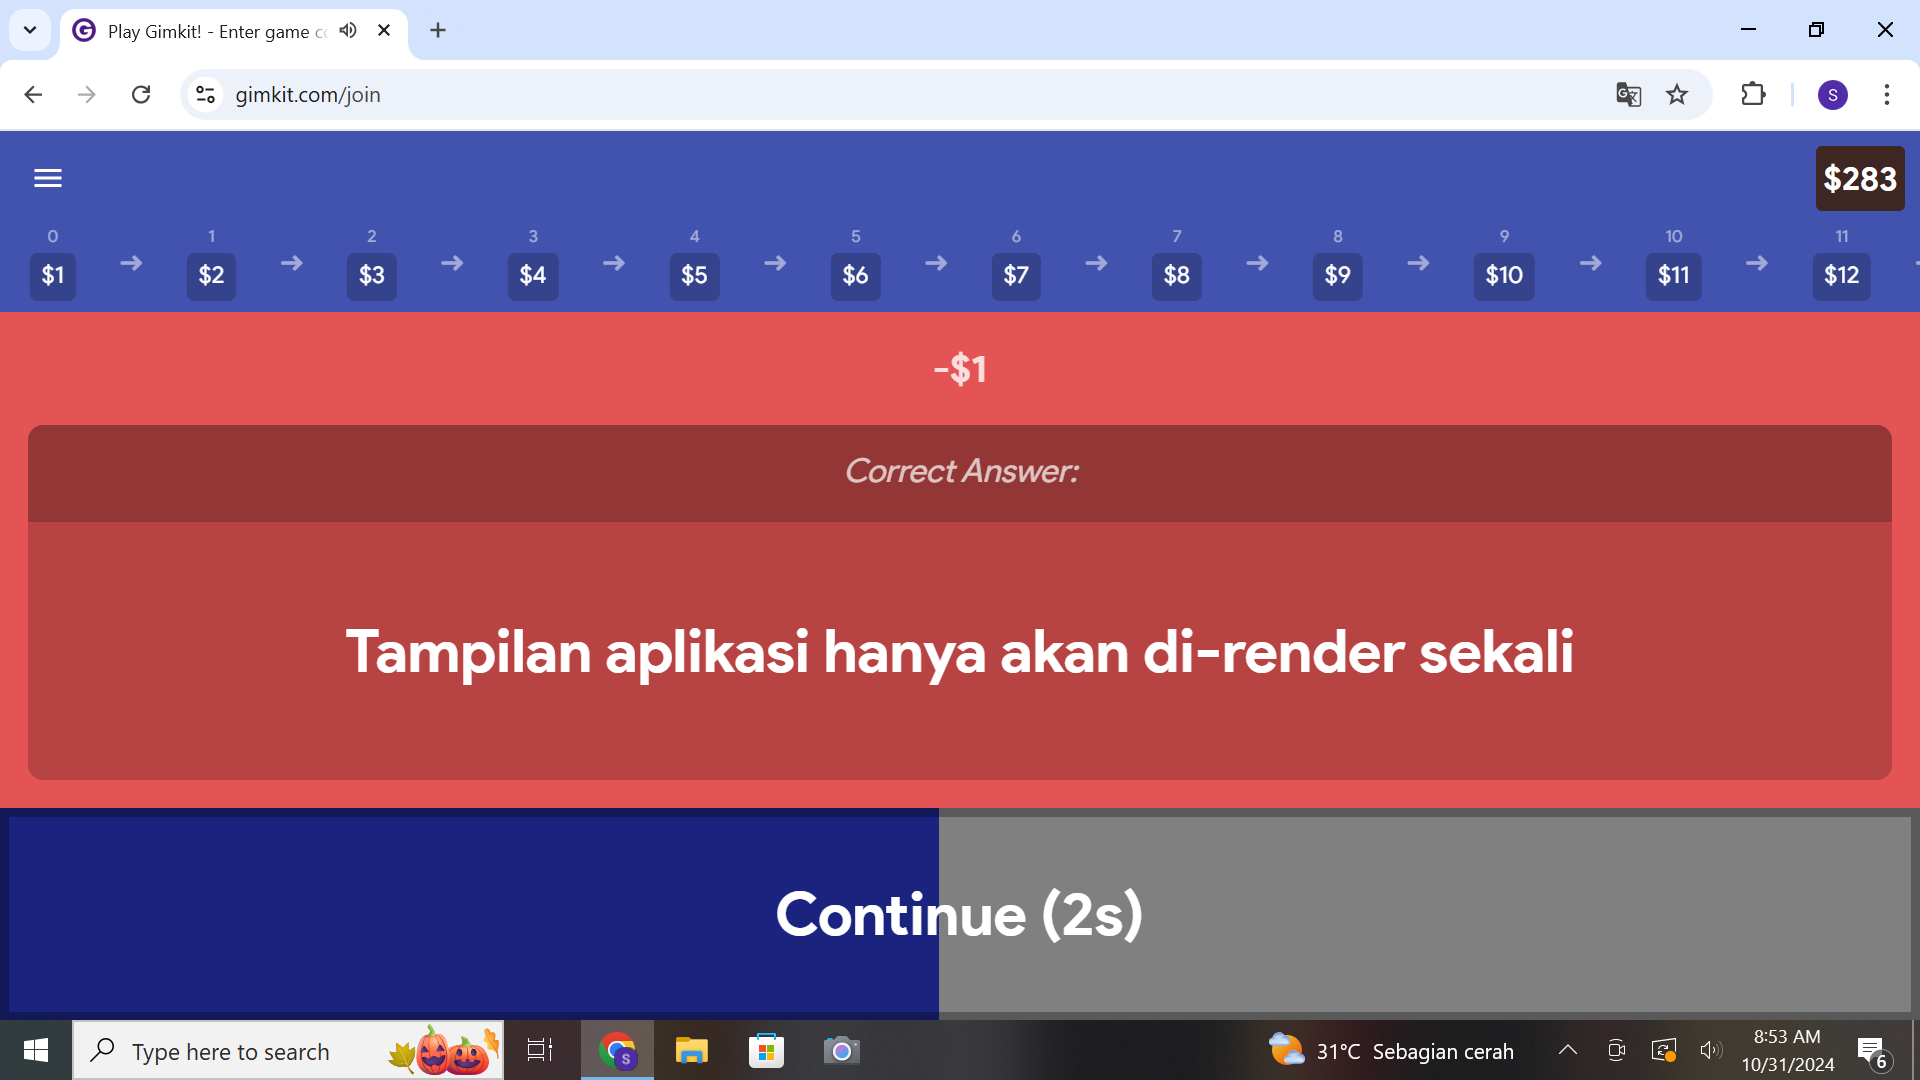 Play Gimkit! - Enter game co
gimkit.com/join
S
$283
0 1 2 3 4 5 6 7 8 9 10 11
$1 → $2 → $3 → $4 → $5 → $6 → $7 → $8 → $9 → $10 → $11 → $12
-$1
Correct Answer:
Tampilan aplikasi hanya akan di-render sekali
Continue (2s)
Type here to search
S
31°C Sebagian cerah
8:53 AM
10/31/2024
6